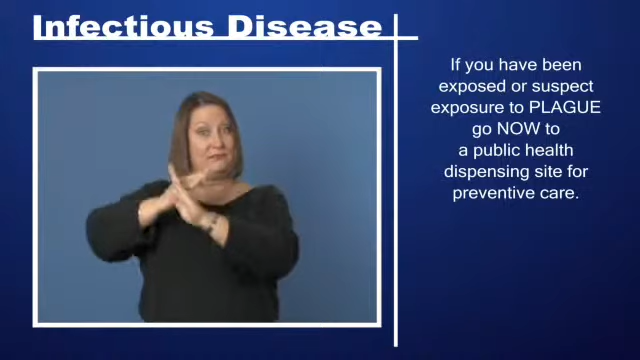 Infectious Disease
If you have been
exposed or suspect
exposure to PLAGUE
go NOW to
a public health
dispensing site for
preventive care.